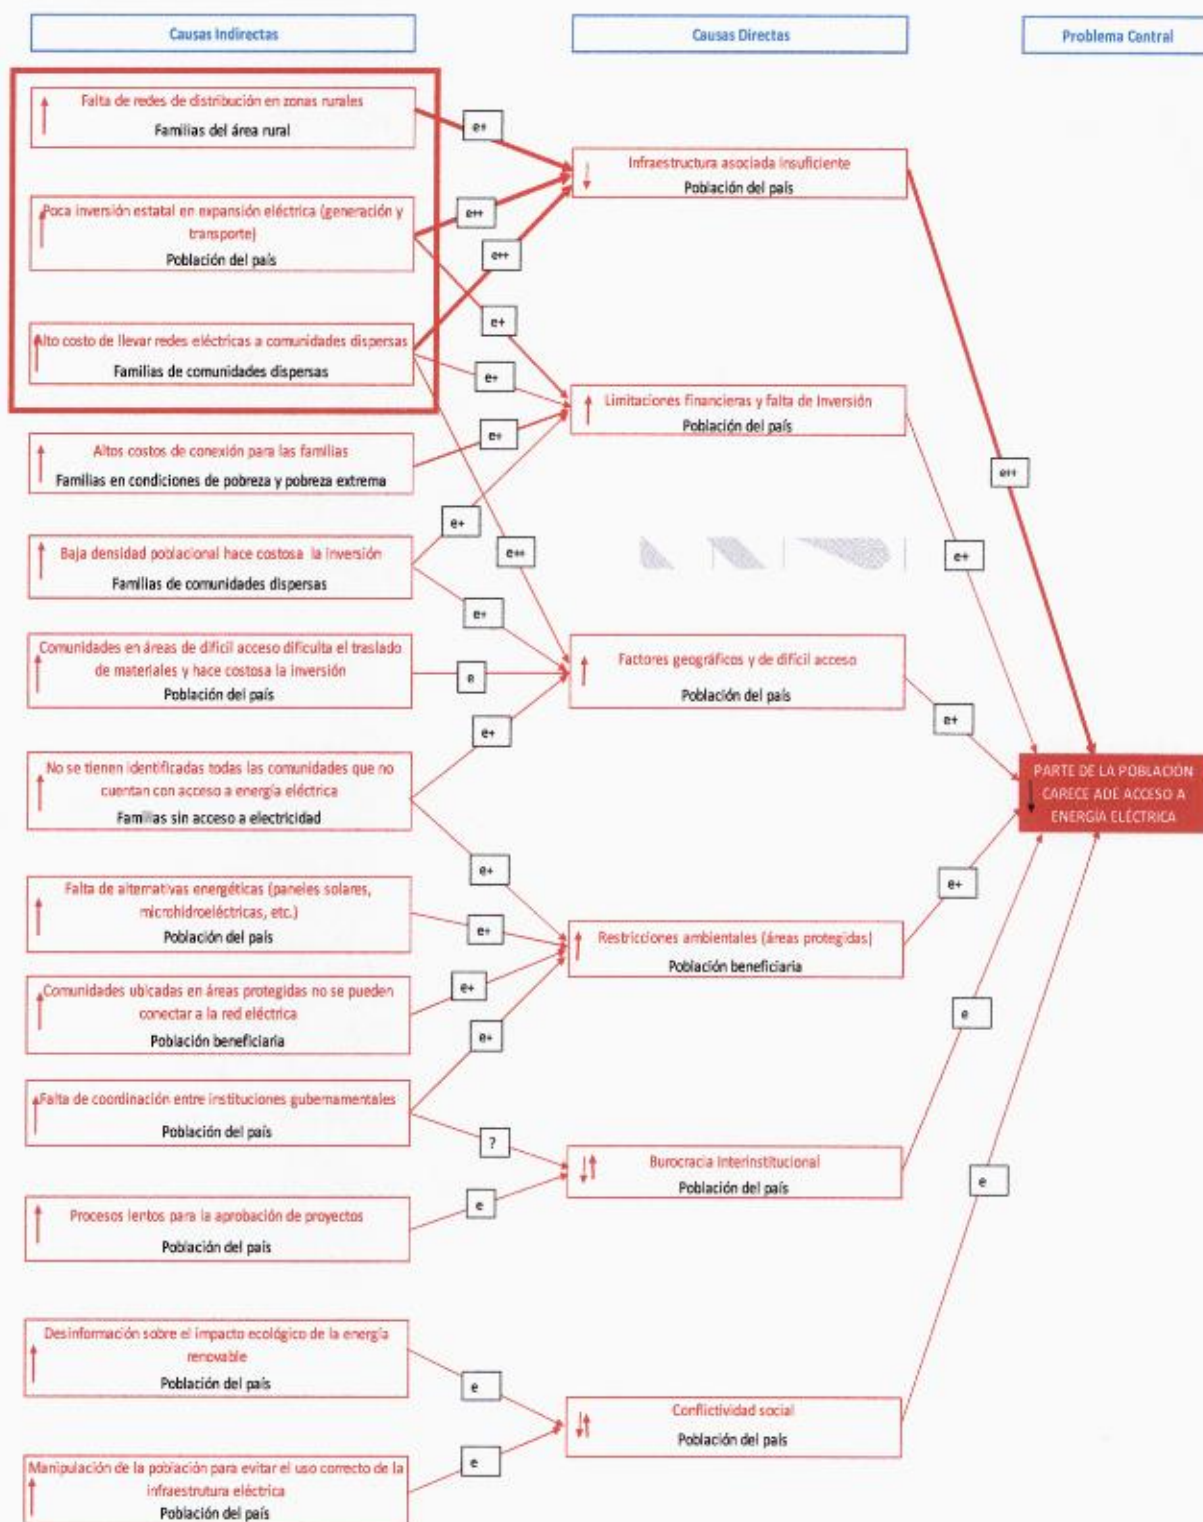 Causas Indirectas
Causas Directas
Problema Central
Falta de redes de distribución en zonas rurales
Familias del área rural
Poca inversión estatal en expansión eléctrica (generación y
transporte)
Población del país
Alto costo de llevar redes eléctricas a comunidades dispersas
Familias de comunidades dispersas
Altos costos de conexión para las familias
Familias en condiciones de pobreza y pobreza extrema
Baja densidad poblacional hace costosa la inversión
Familias de comunidades dispersas
Comunidades en áreas de difícil acceso dificulta el traslado
de materiales y hace costosa la inversión
Población del país
No se tienen identificadas todas las comunidades que no
cuentan con acceso a energía eléctrica
Familias sin acceso a electricidad
Falta de alternativas energéticas (paneles solares,
microhidroeléctricas, etc.)
Población del país
Comunidades ubicadas en áreas protegidas no se pueden
conectar a la red eléctrica
Población beneficiaria
Falta de coordinación entre instituciones gubernamentales
Población del país
Procesos lentos para la aprobación de proyectos
Población del país
Desinformación sobre el impacto ecológico de la energía
renovable
Población del país
Manipulación de la población para evitar el uso correcto de la
infraestrutura eléctrica
Población del país
e+
e++
e++
e+
e+
e+
e+
e++
e+
e
e+
e+
e+
e+
e+
?
e
e
e
Infraestructura asociada insuficiente
Población del país
Limitaciones financieras y falta de Inversión
Población del país
Factores geográficos y de difícil acceso
Población del país
Restricciones ambientales (áreas protegidas)
Población beneficiaria
Burocracia Interinstitucional
Población del país
Conflictividad social
Población del país
e++
e+
e+
e+
e
e
PARTE DE LA POBLACIÓN
CARECE ADE ACCESO A
ENERGÍA ELÉCTRICA